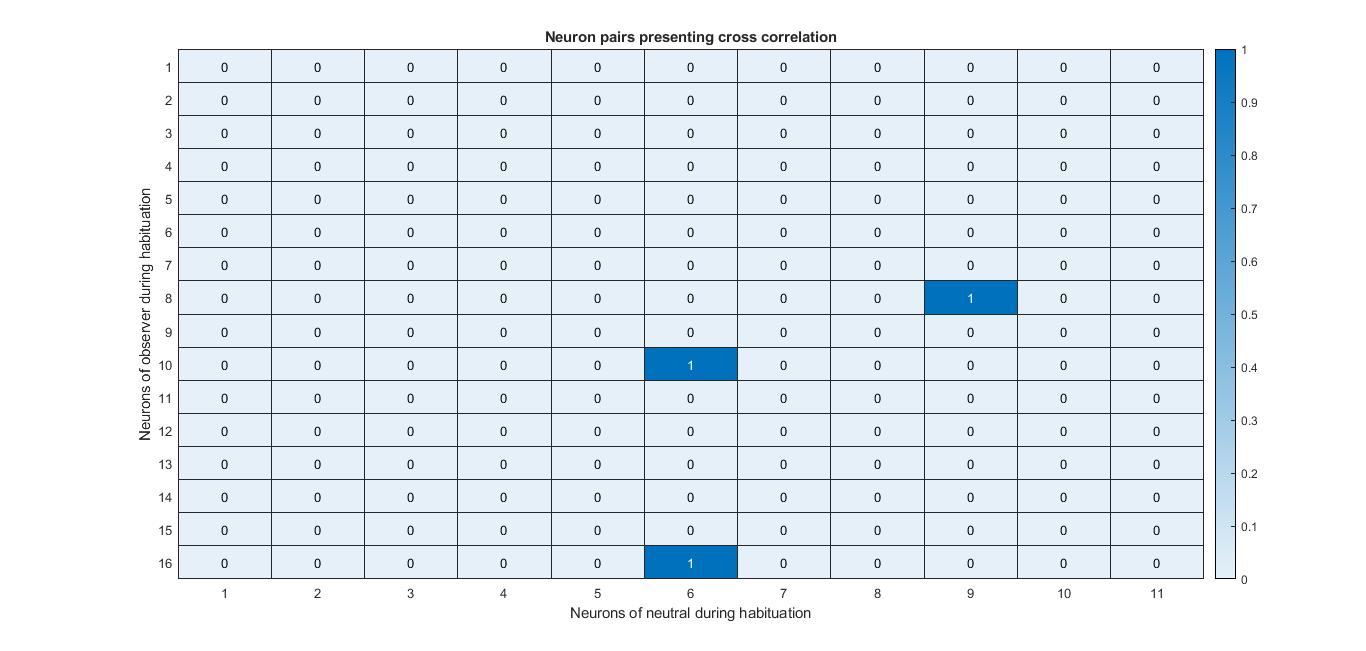 Neuron pairs presenting cross correlation
Neurons of observer during habituation
1 0 0 0 0 0 0 0 0 0 0 0
2 0 0 0 0 0 0 0 0 0 0 0
3 0 0 0 0 0 0 0 0 0 0 0
4 0 0 0 0 0 0 0 0 0 0 0
5 0 0 0 0 0 0 0 0 0 0 0
6 0 0 0 0 0 0 0 0 0 0 0
7 0 0 0 0 0 0 0 0 0 0 0
8 0 0 0 0 0 0 0 0 1 0 0
9 0 0 0 0 0 0 0 0 0 0 0
10 0 0 0 0 0 1 0 0 0 0 0
11 0 0 0 0 0 0 0 0 0 0 0
12 0 0 0 0 0 0 0 0 0 0 0
13 0 0 0 0 0 0 0 0 0 0 0
14 0 0 0 0 0 0 0 0 0 0 0
15 0 0 0 0 0 0 0 0 0 0 0
16 0 0 0 0 0 1 0 0 0 0 0
1 2 3 4 5 6 7 8 9 10 11
Neurons of neutral during habituation
1
0.9
0.8
0.7
0.6
0.5
0.4
0.3
0.2
0.1
0